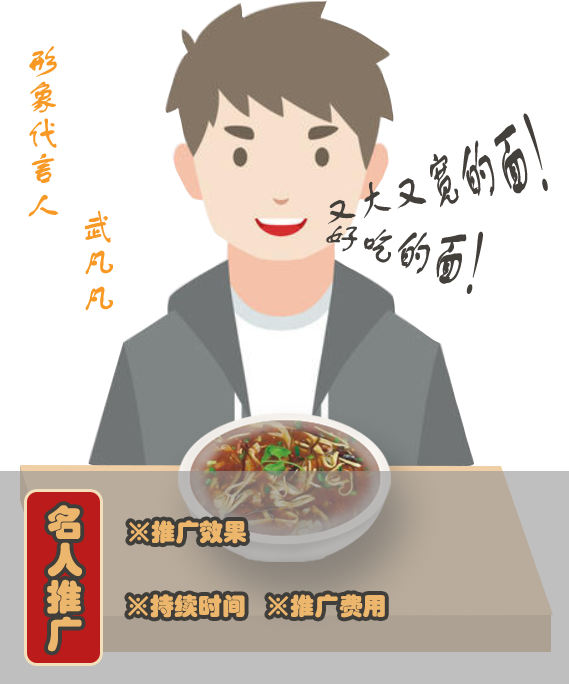 形象代言人
武凡凡
又大又宽的面!
好吃的面!
名人推广
※推广效果
※持续时间 ※推广费用